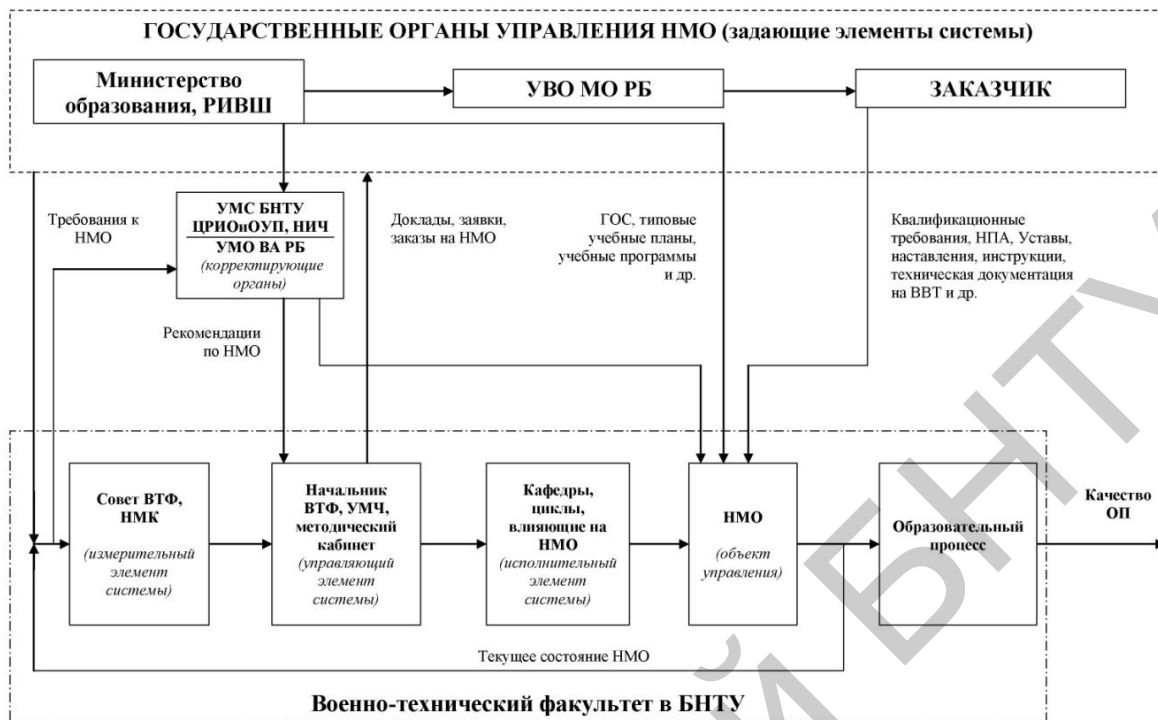 ГОСУДАРСТВЕННЫЕ ОРГАНЫ УПРАВЛЕНИЯ НМО (задающие элементы системы)
Министерство
образования, РИВШ
УВО МО РБ
ЗАКАЗЧИК
Требования к
НМО
УМС БНТУ
ЦРИОиОУП, НИЧ
УМО ВА РБ
(корректирующие
органы)
Доклады, заявки,
заказы на НМО
ГОС, типовые
учебные планы,
учебные программы
и др.
Квалификационные
требования, НПА, Уставы,
наставления, инструкции,
техническая документация
на ВВТ и др.
Рекомендации
по НМО
Совет ВТФ,
НМК
(измерительный
элемент
системы)
Начальник
ВТФ, УМЧ,
методический
кабинет
(управляющий
элемент
системы)
Кафедры,
циклы,
влияющие на
НМО
(исполнительный
элемент
системы)
НМО
(объект
управления)
Образовательный
процесс
Качество
ОП
Текущее состояние НМО
Военно-технический факультет в БНТУ
Й БНТУ